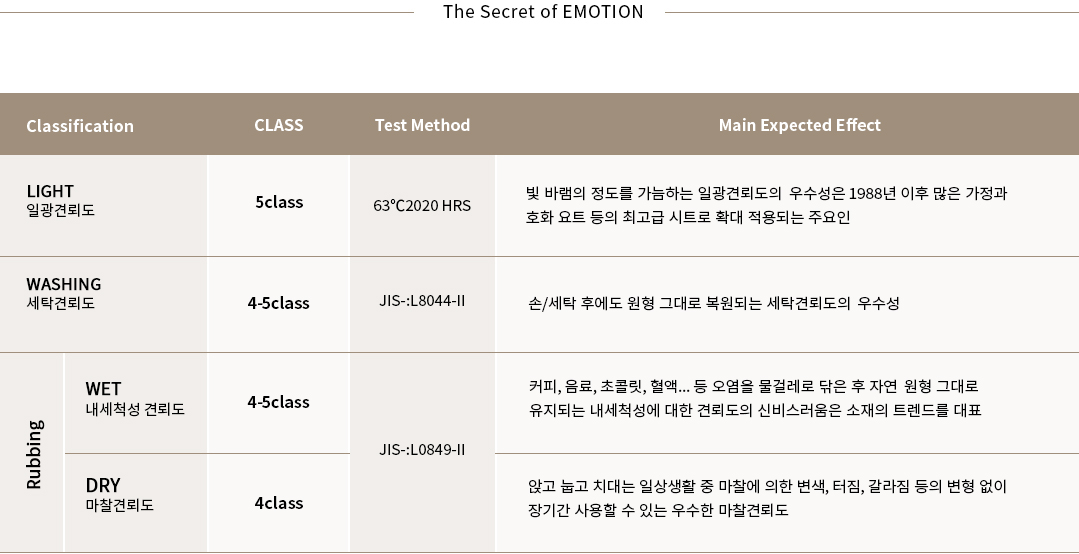 The Secret of EMOTION
Classification CLASS Test Method Main Expected Effect
LIGHT
일광견뢰도
5class
63℃2020 HRS
빛 바램의 정도를 가늠하는 일광견뢰도의 우수성은 1988년 이후 많은 가정과
호화 요트 등의 최고급 시트로 확대 적용되는 주요인
WASHING
세탁견뢰도
4-5class
JIS-:L8044-II
손/세탁 후에도 원형 그대로 복원되는 세탁견뢰도의 우수성
Rubbing
WET
내세척성 견뢰도
4-5class
JIS-:L0849-II
커피, 음료, 초콜릿, 혈액... 등 오염을 물걸레로 닦은 후 자연 원형 그대로
유지되는 내세척성에 대한 견뢰도의 신비스러움은 소재의 트렌드를 대표
DRY
마찰견뢰도
4class
앉고 눕고 치대는 일상생활 중 마찰에 의한 변색, 터짐, 갈라짐 등의 변형 없이
장기간 사용할 수 있는 우수한 마찰견뢰도